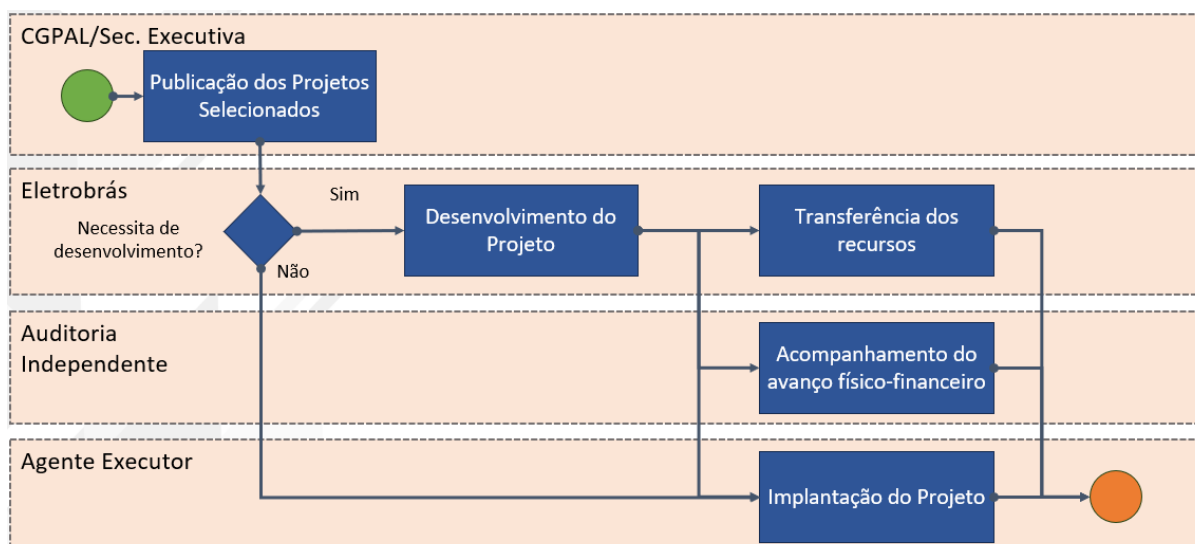 CGPAL/Sec. Executiva
Publicação dos Projetos
Selecionados
Eletrobrás
Necessita de
desenvolvimento?
Sim
Não
Desenvolvimento do
Projeto
Transferência dos
recursos
Auditoria
Independente
Acompanhamento do
avanço físico-financeiro
Agente Executor
Implantação do Projeto